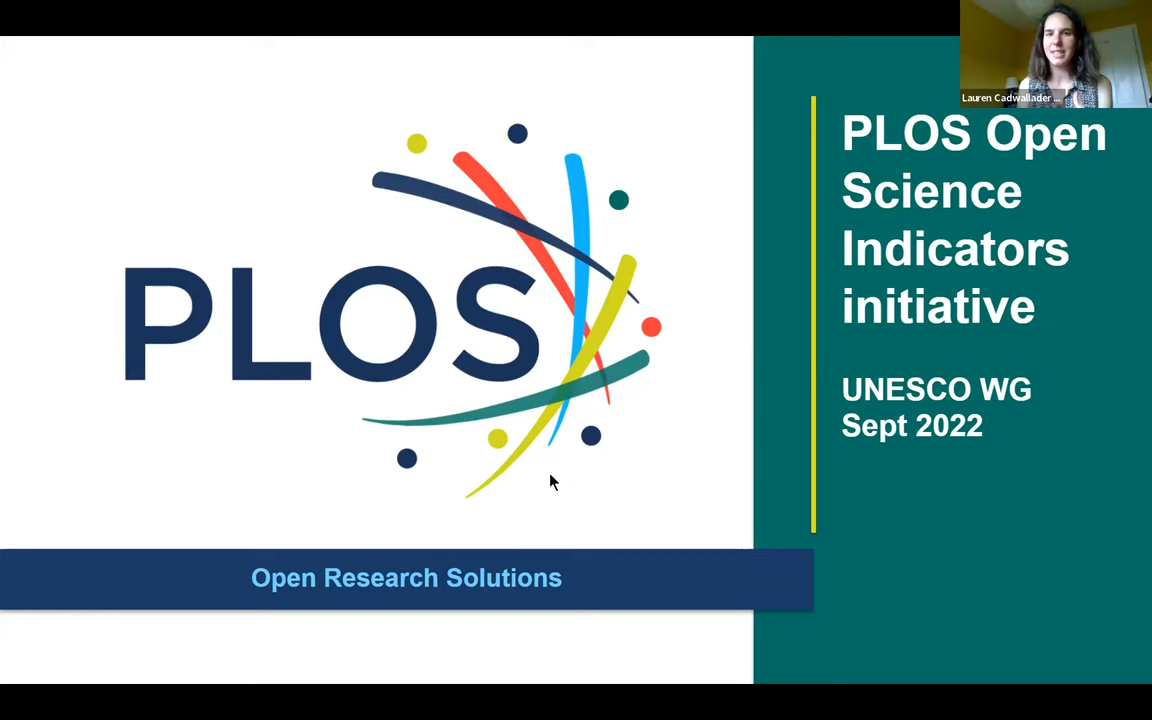 Lauren Cadwallader ...
PLOS Open
Science
Indicators
initiative
PLOS
UNESCO WG
Sept 2022
Open Research Solutions